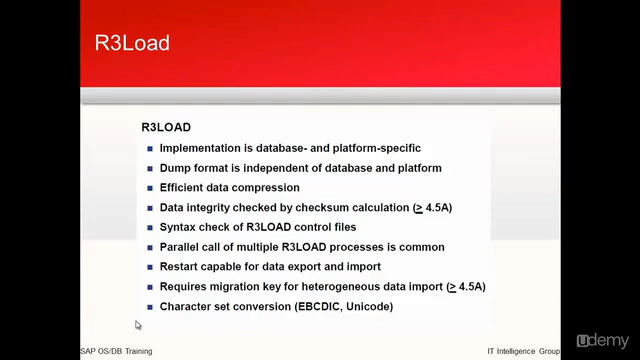 R3Load
R3LOAD
Implementation is database- and platform-specific
Dump format is independent of database and platform
Efficient data compression
Data integrity checked by checksum calculation (≥ 4.5A)
Syntax check of R3LOAD control files
Parallel call of multiple R3LOAD processes is common
Restart capable for data export and import
Requires migration key for heterogeneous data import (≥ 4.5A)
Character set conversion (EBCDIC, Unicode)
SAP OS/DB Training
IT Intelligence Group
udemy